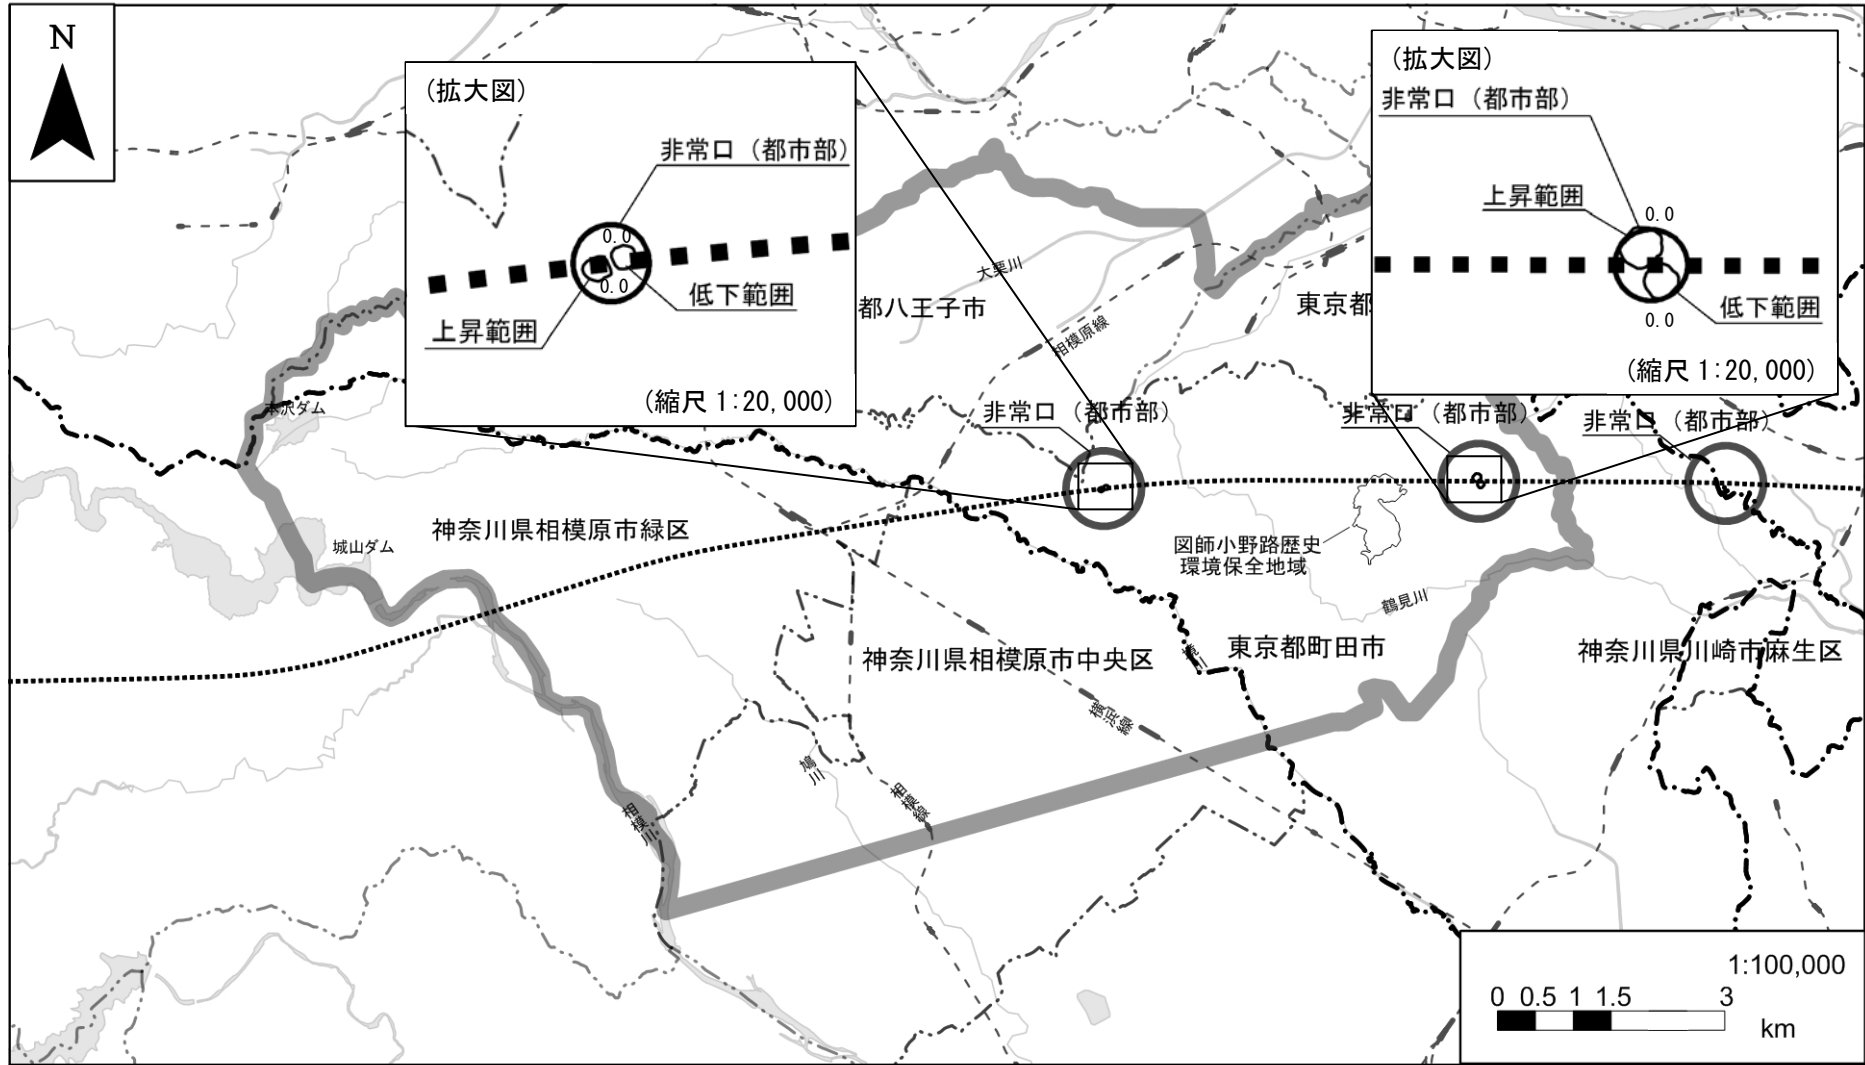 N
(拡大図)
非常口（都市部）
0.0
0.0
低下範囲
上昇範囲
(縮尺 1:20,000)
(拡大図)
非常口（都市部）
上昇範囲
0.0
0.0
低下範囲
(縮尺 1:20,000)
大栗川
都八王子市
東京都
相模原線
本沢ダム
非常口（都市部）
非常口（都市部）
非常口（都市部）
城山ダム
神奈川県相模原市緑区
図師小野路歴史
環境保全地域
鶴見川
境川
神奈川県相模原市中央区
東京都町田市
神奈川県川崎市麻生区
横浜線
鳩川
相模線
相模川
1:100,000
0 0.5 1 1.5 3
km